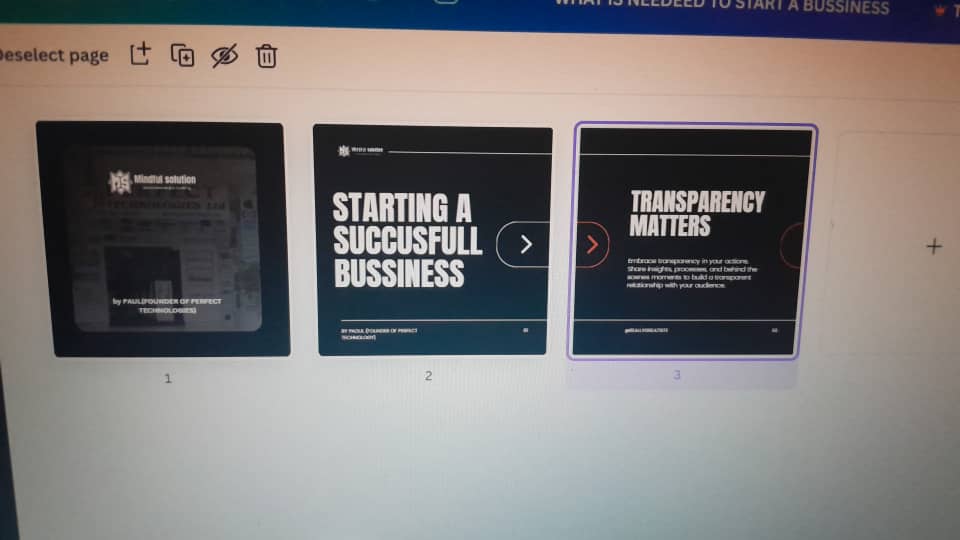 WHAT IS NEEDEED TO START A BUSSINESS
Deselect page
Mindful solution
by PAUL(FOUNDER OF PERFECT
TECHNOLOGIES)
1
STARTING A
SUCCUSFULL
BUSSINESS
BY PAOUL (FOUNDER OF PERFECT
TECHNOLOGY)
2
TRANSPARENCY
MATTERS
Embrace transparency in your actions.
Share insights, processes, and behind the
scenes moments to build a transparent
relationship with your audience.
@REALLYGREATSITE
3